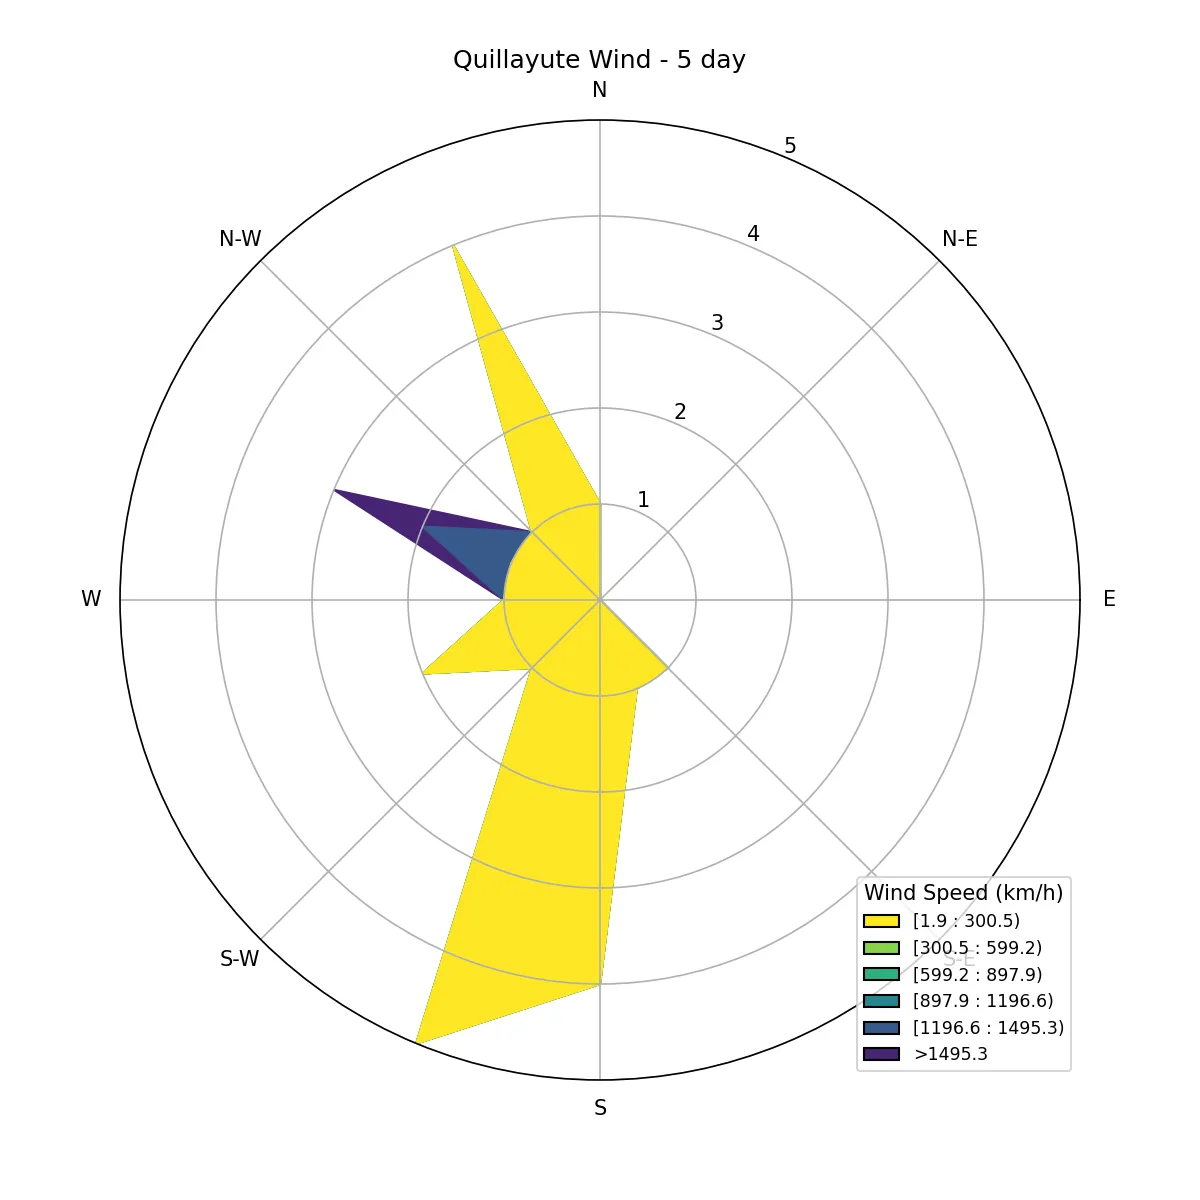 Quillayute Wind - 5 day
N
5
N-W
N-E
4
3
2
1
W
E
S-W
S-E
S
Wind Speed (km/h)
[1.9 : 300.5)
[300.5 : 599.2)
[599.2 : 897.9)
[897.9 : 1196.6)
[1196.6 : 1495.3)
>1495.3